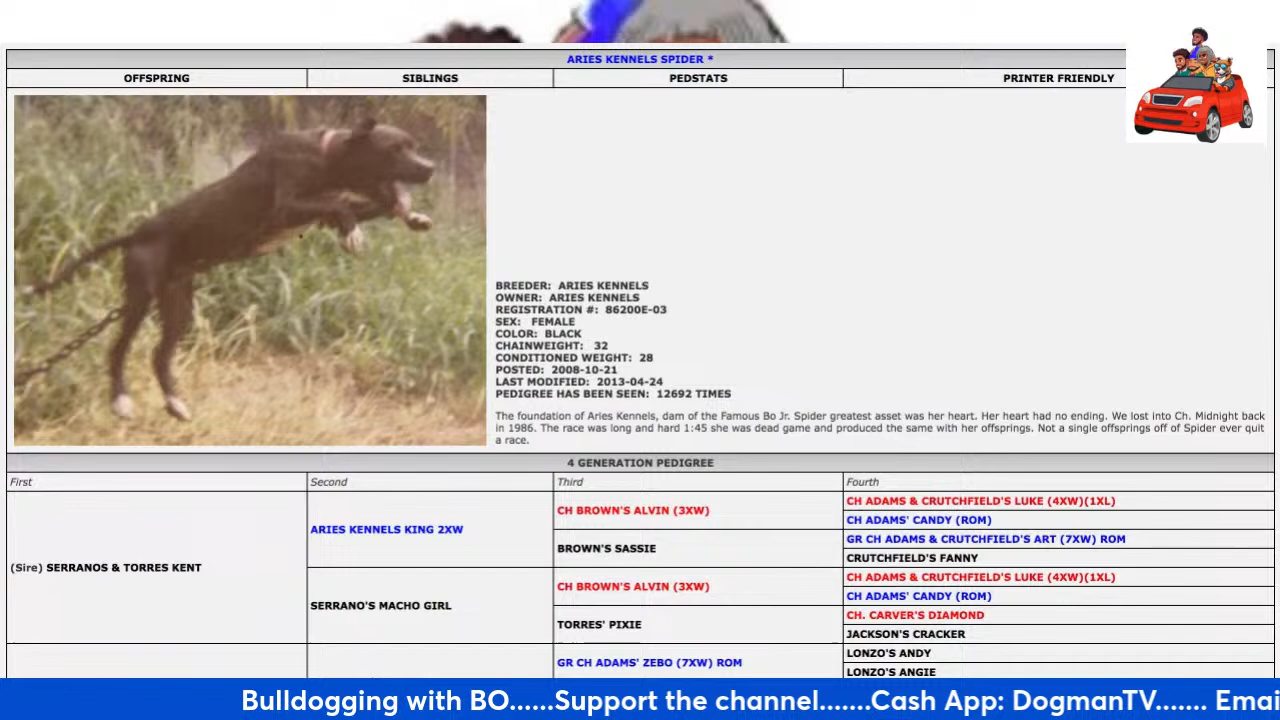 ARIES KENNELS SPIDER *
OFFSPRING
SIBLINGS
PEDSTATS
PRINTER FRIENDLY
BREEDER: ARIES KENNELS
OWNER: ARIES KENNELS
REGISTRATION #: 86200E-03
SEX: FEMALE
COLOR: BLACK
CHAINWEIGHT: 32
CONDITIONED WEIGHT: 28
POSTED: 2008-10-21
LAST MODIFIED: 2013-04-24
PEDIGREE HAS BEEN SEEN: 12692 TIMES
The foundation of Aries Kennels, dam of the Famous Bo Jr. Spider greatest asset was her heart. Her heart had no ending. We lost into Ch. Midnight back
in 1986. The race was long and hard 1:45 she was dead game and produced the same with her offsprings. Not a single offsprings off of Spider ever quit
a race.
4 GENERATION PEDIGREE
First
Second
Third
Fourth
(Sire) SERRANOS & TORRES KENT
ARIES KENNELS KING 2XW
SERRANO'S MACHO GIRL
CH BROWN'S ALVIN (3XW)
BROWN'S SASSIE
CH BROWN'S ALVIN (3XW)
TORRES' PIXIE
GR CH ADAMS' ZEBO (7XW) ROM
CH ADAMS & CRUTCHFIELD'S LUKE (4XW)(1XL)
CH ADAMS' CANDY (ROM)
GR CH ADAMS & CRUTCHFIELD'S ART (7XW) ROM
CRUTCHFIELD'S FANNY
CH ADAMS & CRUTCHFIELD'S LUKE (4XW)(1XL)
CH ADAMS' CANDY (ROM)
CH. CARVER'S DIAMOND
JACKSON'S CRACKER
LONZO'S ANDY
LONZO'S ANGIE
Bulldogging with BO......Support the channel.......Cash App: DogmanTV....... Emai